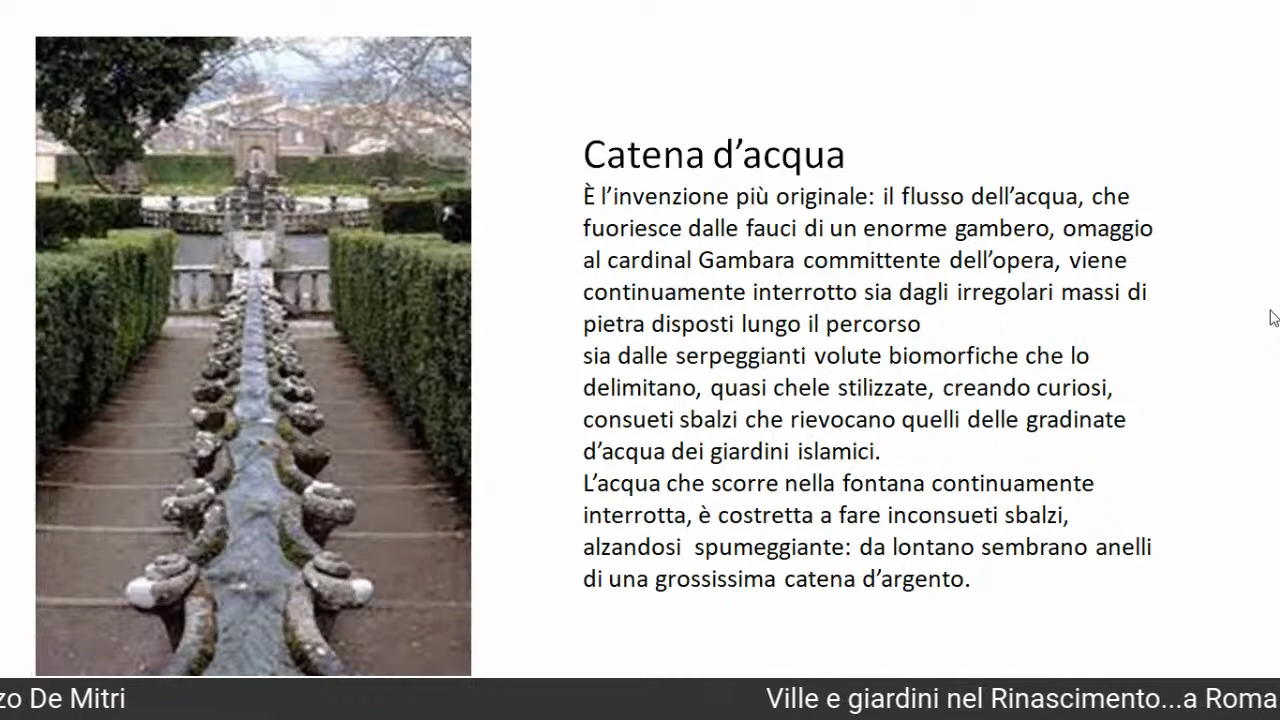 Catena d’acqua
È l’invenzione più originale: il flusso dell’acqua, che
fuoriesce dalle fauci di un enorme gambero, omaggio
al cardinal Gambara committente dell’opera, viene
continuamente interrotto sia dagli irregolari massi di
pietra disposti lungo il percorso
sia dalle serpeggianti volute biomorfiche che lo
delimitano, quasi chele stilizzate, creando curiosi,
consueti sbalzi che rievocano quelli delle gradinate
d’acqua dei giardini islamici.
L’acqua che scorre nella fontana continuamente
interrotta, è costretta a fare inconsueti sbalzi,
alzandosi  spumeggiante: da lontano sembrano anelli
di una grossissima catena d’argento.
zo De Mitri
Ville e giardini nel Rinascimento...a Roma